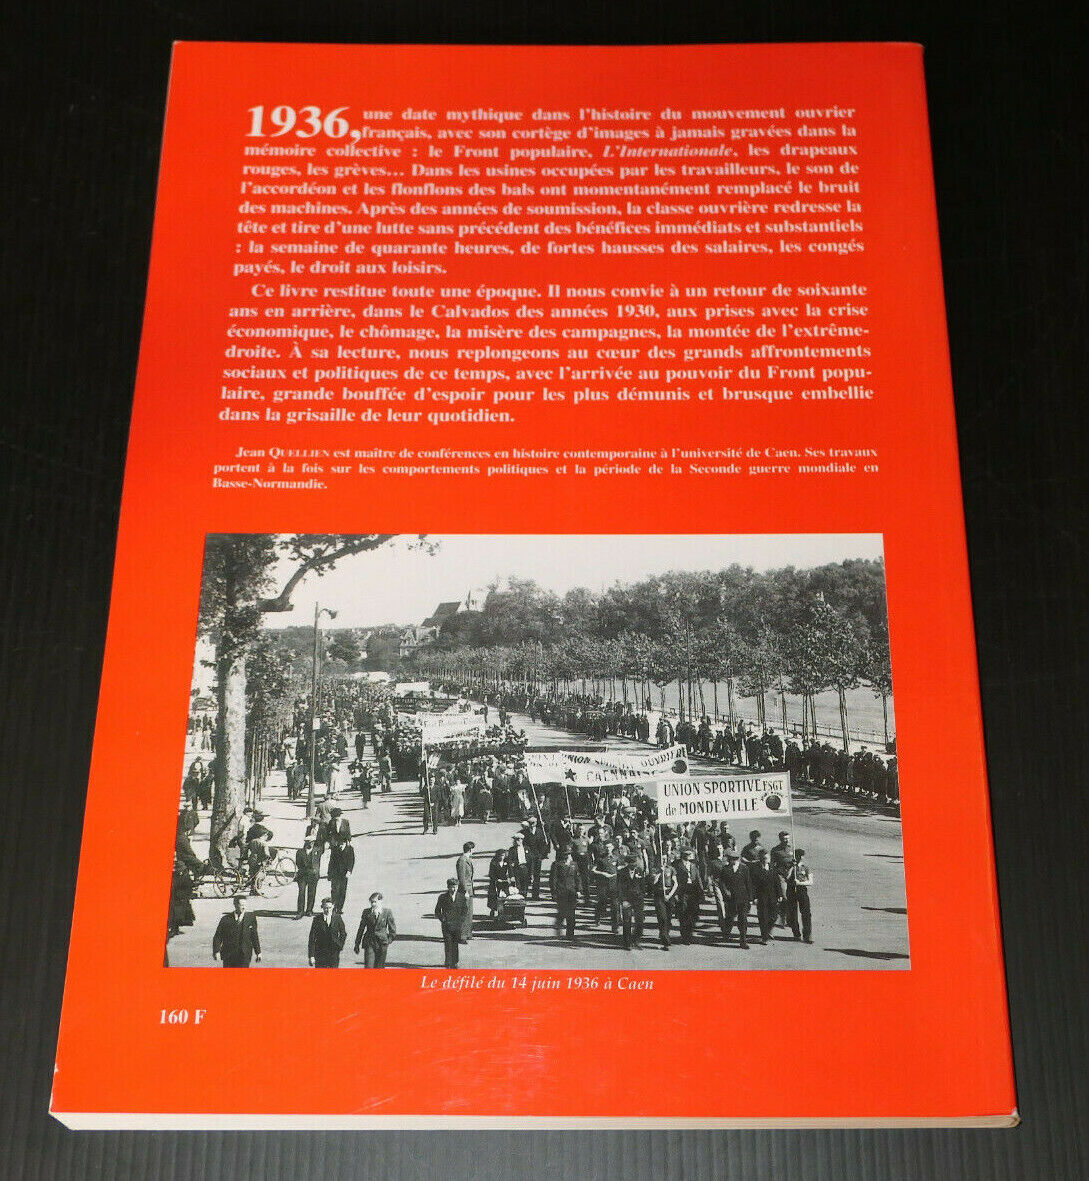 1936, une date mythique dans l'histoire du mouvement ouvrier
français, avec son cortège d'images à jamais gravées dans la
mémoire collective : le Front populaire, L'Internationale, les drapeaux
rouges, les grèves... Dans les usines occupées par les travailleurs, le son de
l'accordéon et les flonflons des bals ont momentanément remplacé le bruit
des machines. Après des années de soumission, la classe ouvrière redresse la
tête et tire d'une lutte sans précédent des bénéfices immédiats et substantiels
: la semaine de quarante heures, de fortes hausses des salaires, les congés
payés, le droit aux loisirs.
Ce livre restitue toute une époque. Il nous convie à un retour de soixante
ans en arrière, dans le Calvados des années 1930, aux prises avec la crise
économique, le chômage, la misère des campagnes, la montée de l'extrême-
droite. À sa lecture, nous replongeons au cœur des grands affrontements
sociaux et politiques de ce temps, avec l'arrivée au pouvoir du Front popu-
laire, grande bouffée d'espoir pour les plus démunis et brusque embellie
dans la grisaille de leur quotidien.
Jean QUELLIEN est maître de conférences en histoire contemporaine à l'université de Caen. Ses travaux
portent à la fois sur les comportements politiques et la période de la Seconde guerre mondiale en
Basse-Normandie.
UNION SPORTIVE OUVRIÈRE
CAENNAISE
UNION SPORTIVE FSGT
de MONDEVILLE
Le défilé du 14 juin 1936 à Caen
160 F